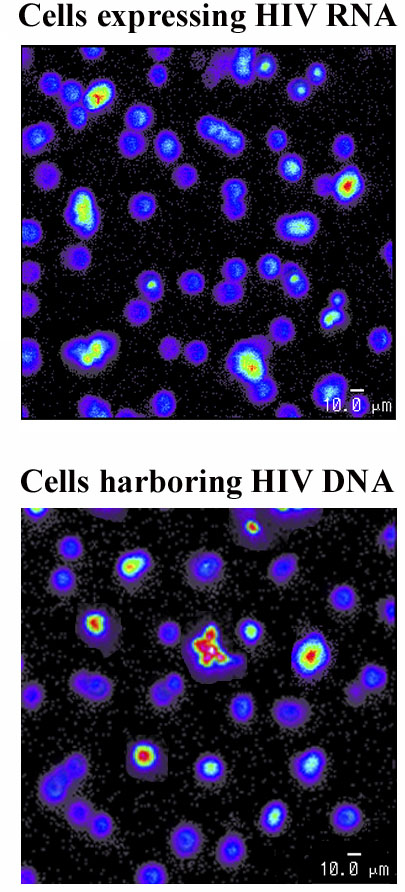 Cells expressing HIV RNA
10.0 µm
Cells harboring HIV DNA
10.0 µm